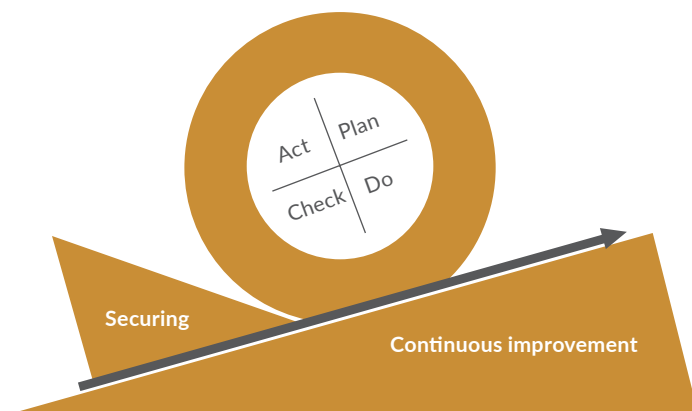 Act
Plan
Check
Do
Securing
Continuous improvement